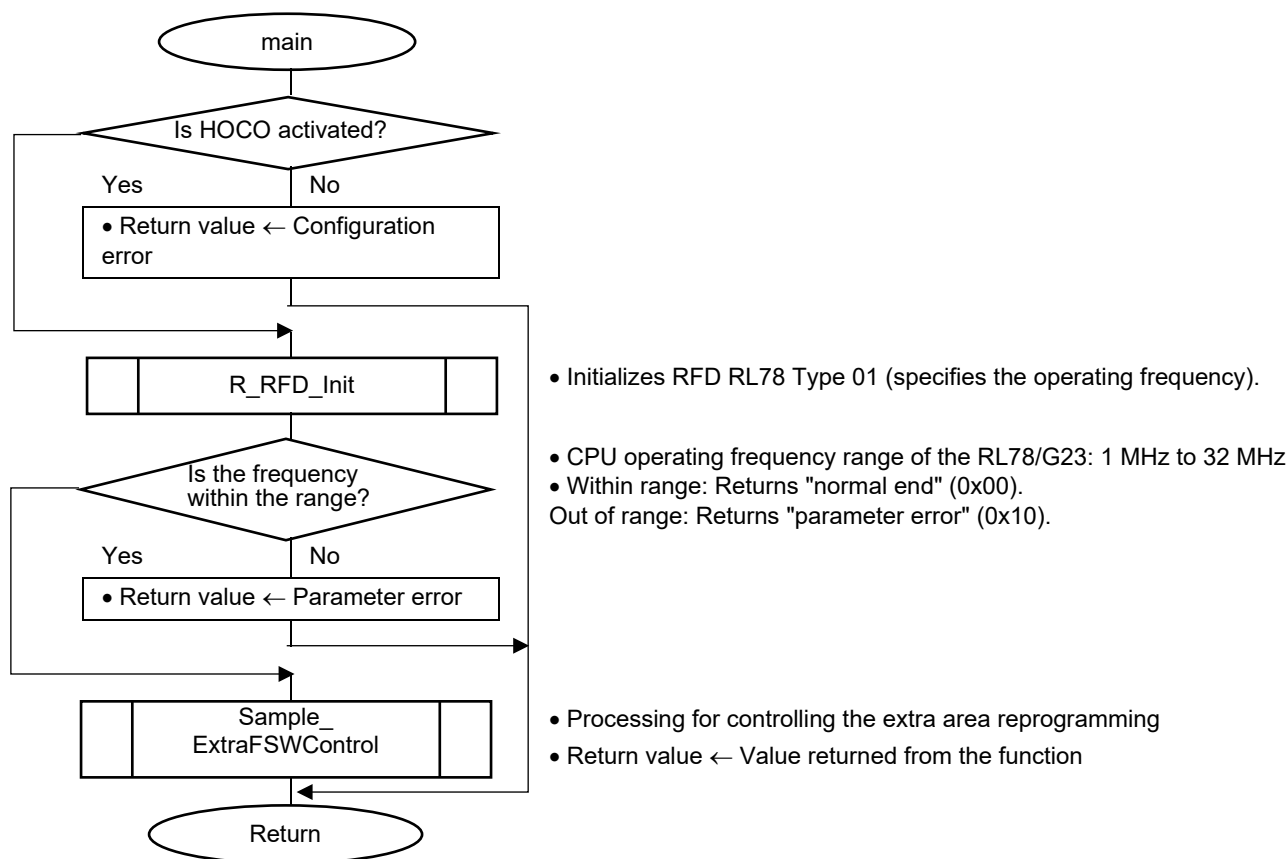 main
Is HOCO activated?
Yes
No
• Return value ← Configuration
error
R_RFD_Init
• Initializes RFD RL78 Type 01 (specifies the operating frequency).
Is the frequency
within the range?
• CPU operating frequency range of the RL78/G23: 1 MHz to 32 MHz
• Within range: Returns "normal end" (0x00).
Out of range: Returns "parameter error" (0x10).
Yes
No
• Return value ← Parameter error
Sample_
ExtraFSWControl
• Processing for controlling the extra area reprogramming
• Return value ← Value returned from the function
Return